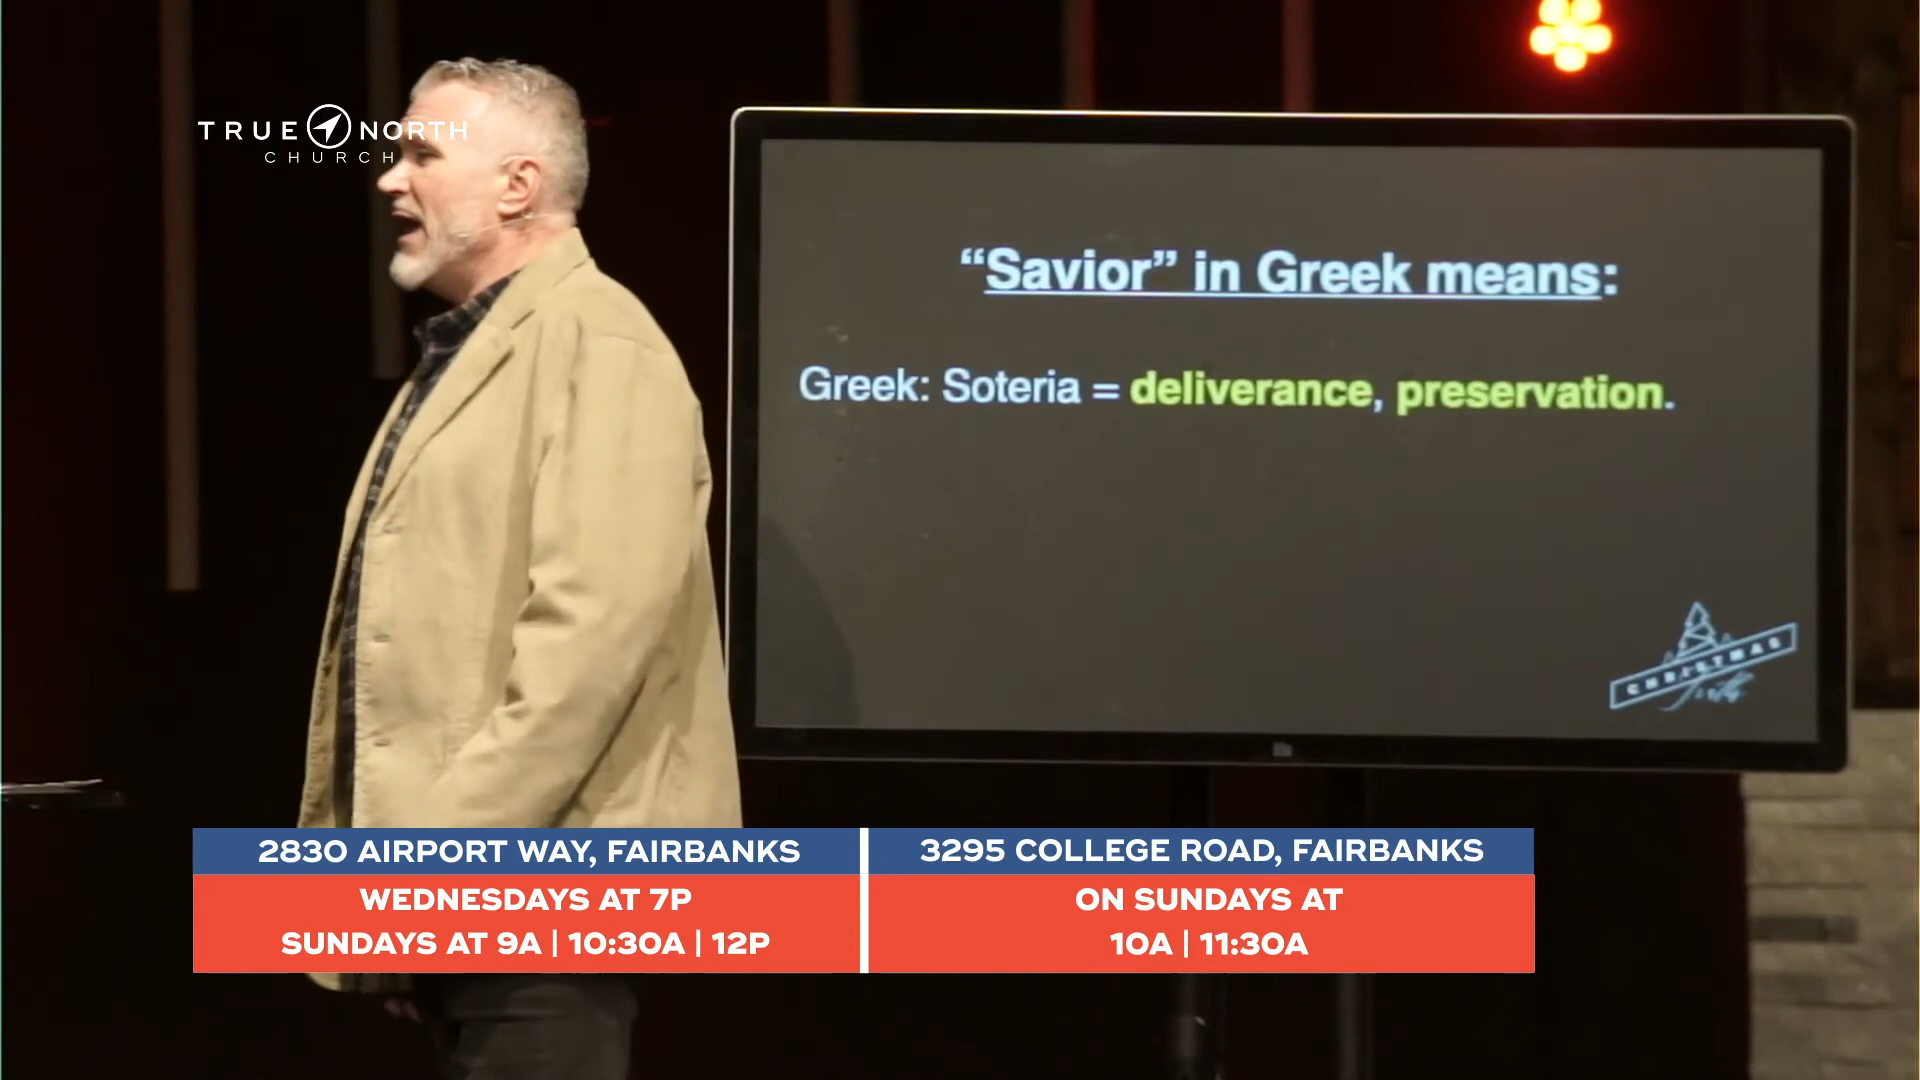 TRUE NORTH
CHURCH
“Savior” in Greek means:
Greek: Soteria = deliverance, preservation.
CHRISTMAS
2830 AIRPORT WAY, FAIRBANKS
WEDNESDAYS AT 7P
SUNDAYS AT 9A | 10:30A | 12P
3295 COLLEGE ROAD, FAIRBANKS
ON SUNDAYS AT
10A | 11:30A